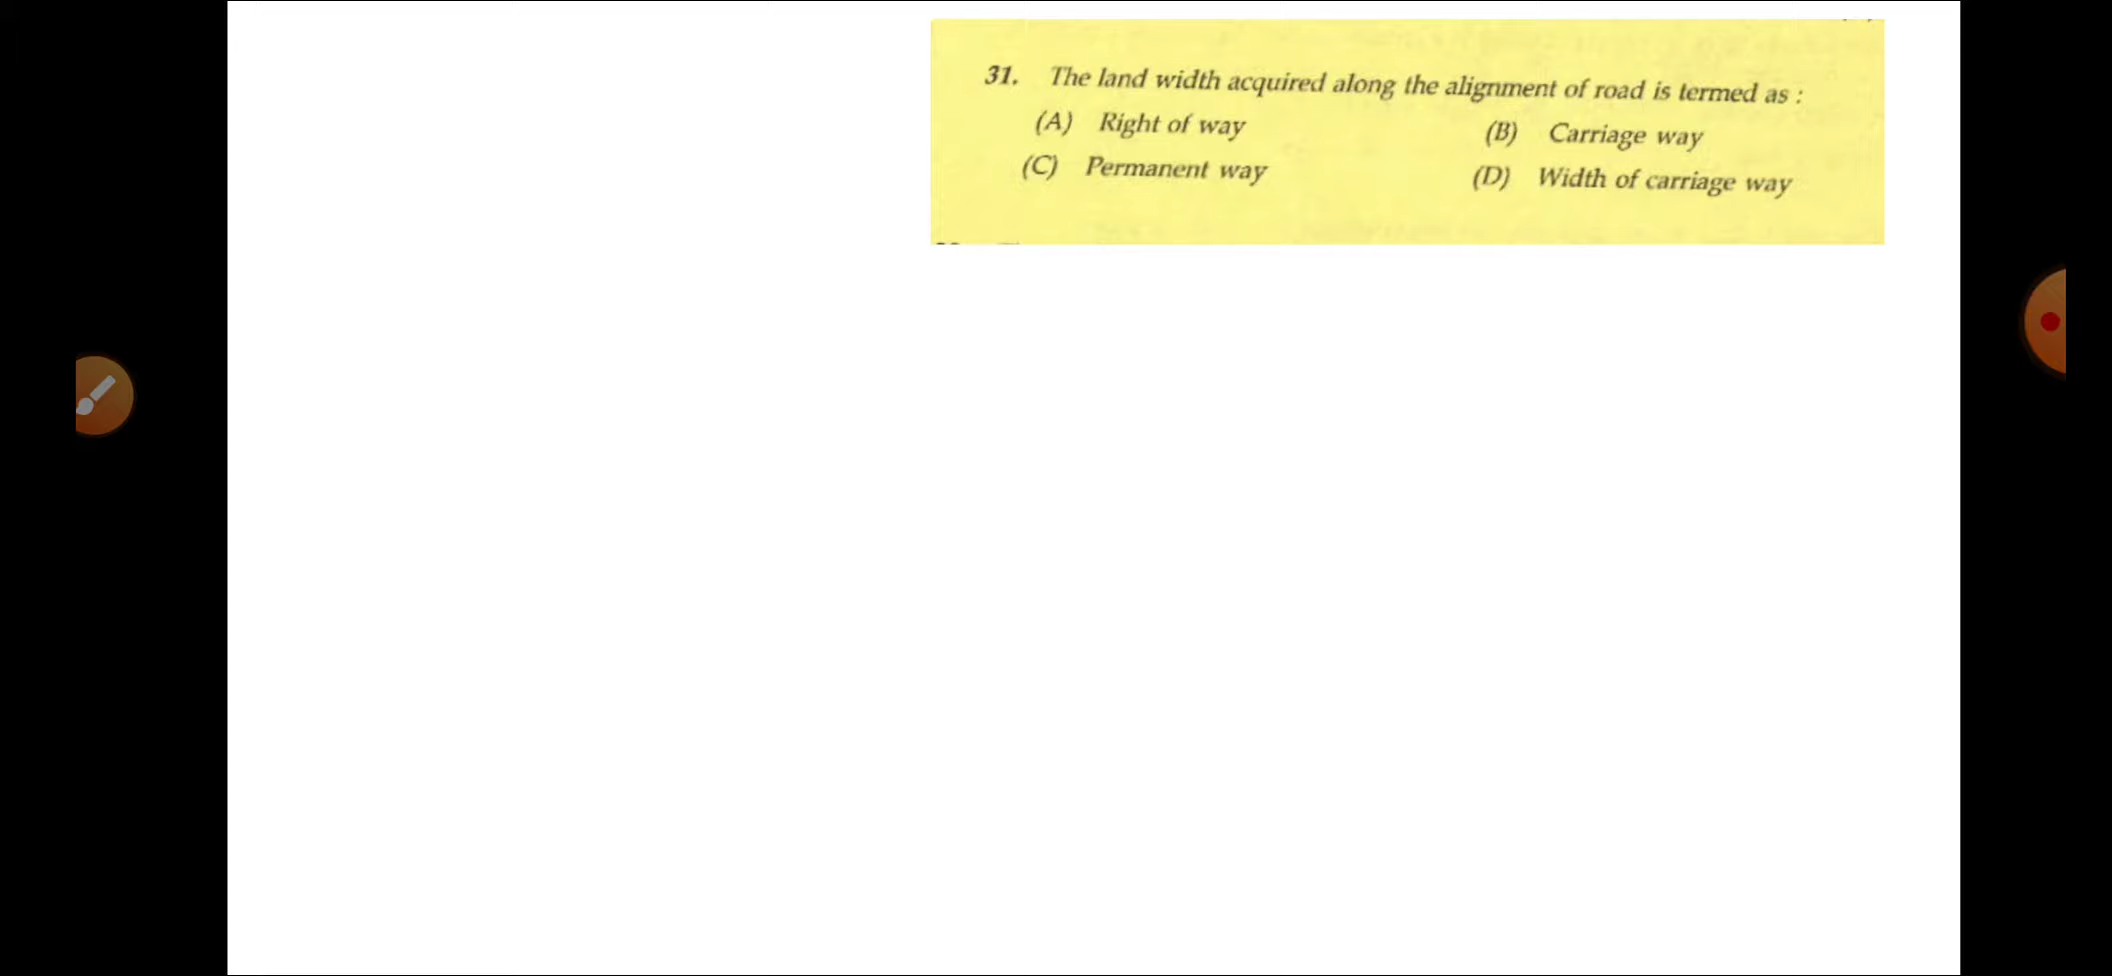 31. The land width acquired along the alignment of road is termed as :
(A) Right of way (B) Carriage way
(C) Permanent way (D) Width of carriage way